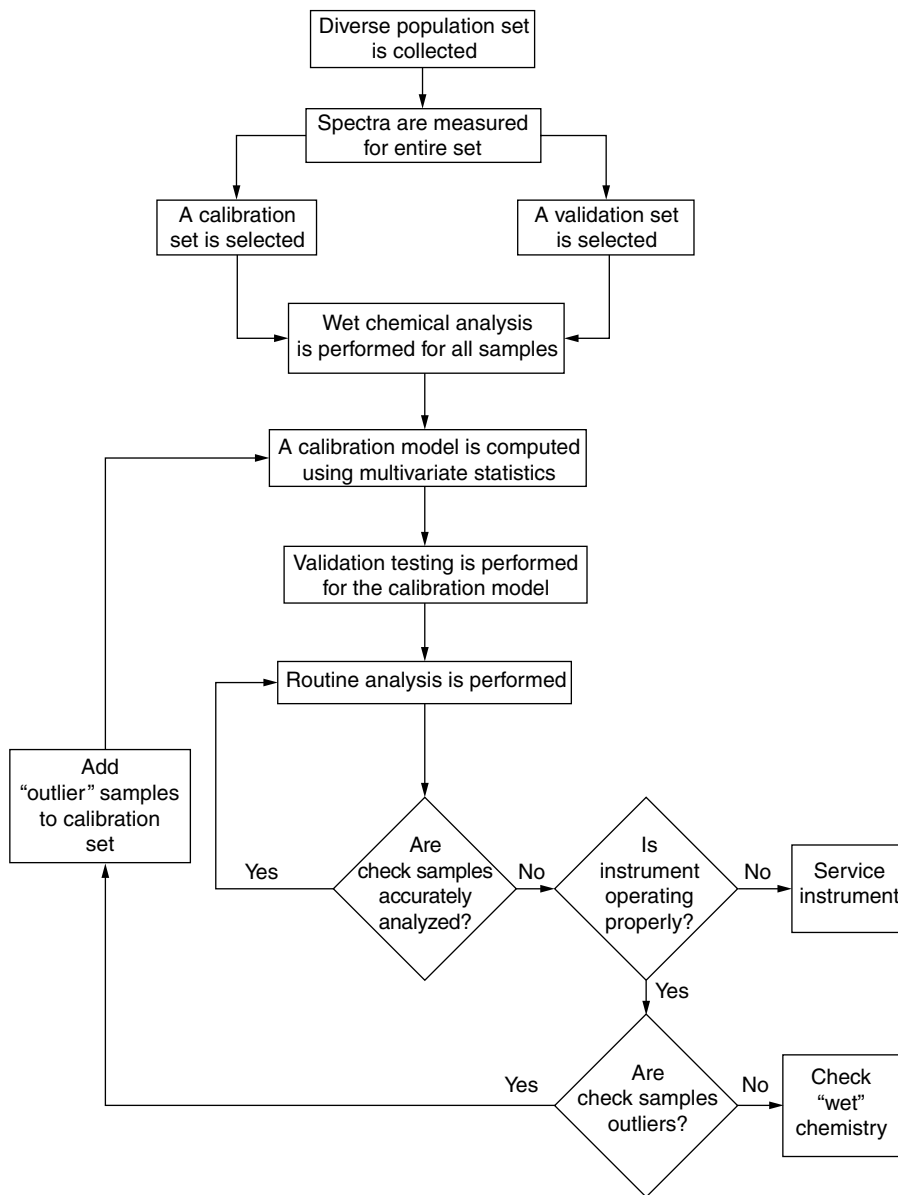 Diverse population set
is collected
Spectra are measured
for entire set
A calibration
set is selected
A validation set
is selected
Wet chemical analysis
is performed for all samples
A calibration model is computed
using multivariate statistics
Validation testing is performed
for the calibration model
Routine analysis is performed
Add
“outlier” samples
to calibration
set
Yes
Are
check samples
accurately
analyzed?
No
Is
instrument
operating
properly?
No
Service
instrument
Yes
Yes
Are
check samples
outliers?
No
Check
“wet”
chemistry